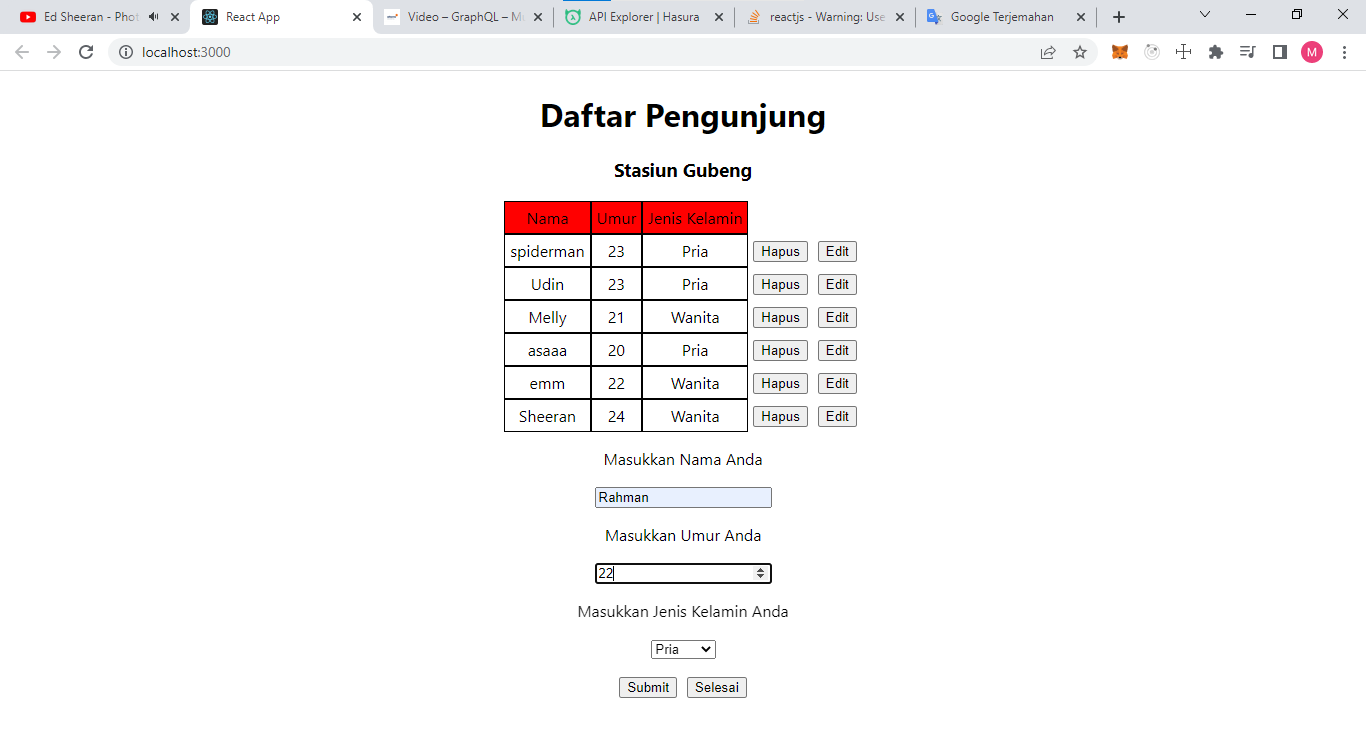 Ed Sheeran - Phot
React App
Video – GraphQL – Mu
API Explorer | Hasura
reactjs - Warning: Use
Google Terjemahan
localhost:3000
M
Daftar Pengunjung
Stasiun Gubeng
Nama Umur Jenis Kelamin
spiderman 23 Pria Hapus Edit
Udin 23 Pria Hapus Edit
Melly 21 Wanita Hapus Edit
asaaa 20 Pria Hapus Edit
emm 22 Wanita Hapus Edit
Sheeran 24 Wanita Hapus Edit
Masukkan Nama Anda
Rahman
Masukkan Umur Anda
22
Masukkan Jenis Kelamin Anda
Pria
Submit Selesai